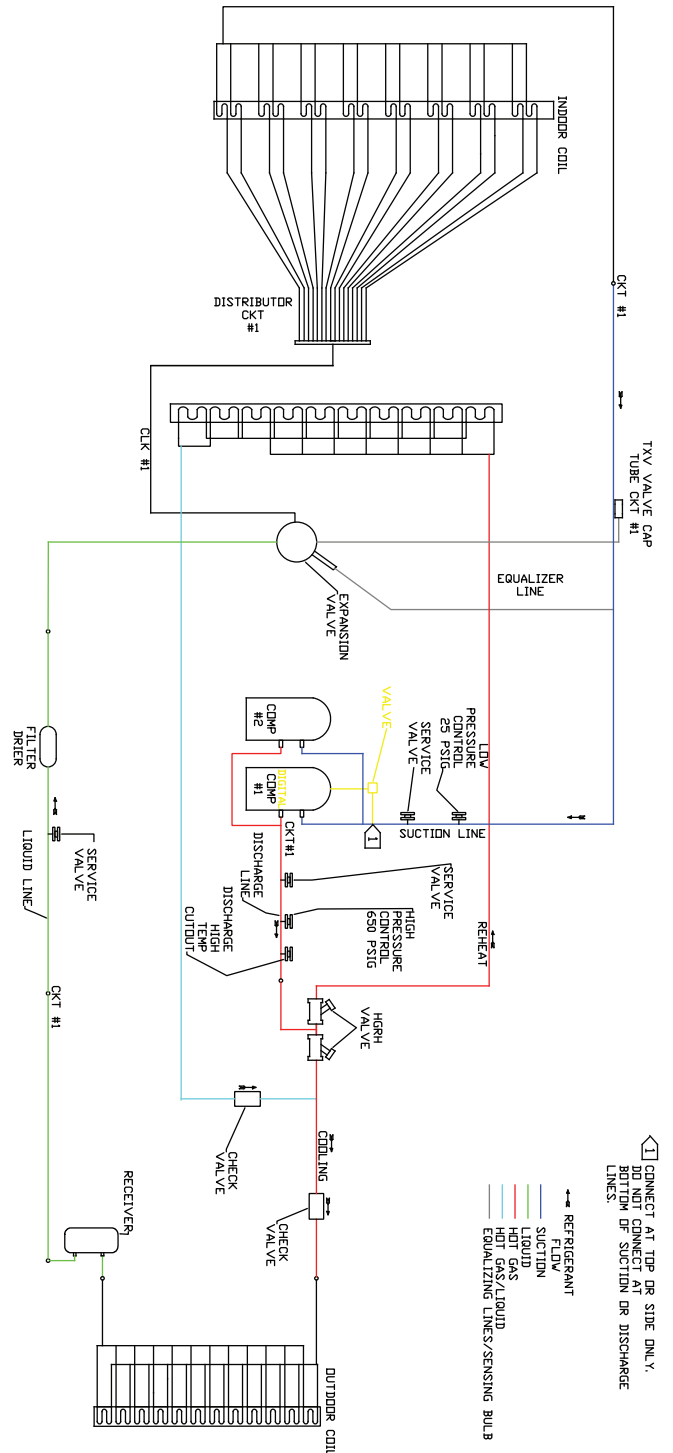 INDOOR COIL
DISTRIBUTOR
CKT
#1
CKT #1
CLK #1
TXV VALVE CAP
TUBE CKT #1
EQUALIZER
LINE
EXPANSION
VALVE
VALVE
COMP
#2
DIGITAL
COMP
#1
LOW
PRESSURE
CONTROL
25 PSIG
SERVICE
VALVE
SUCTION LINE
1
FILTER
DRIER
SERVICE
VALVE
LIQUID LINE
CKT #1
CKT#1
DISCHARGE
LINE
SERVICE
VALVE
DISCHARGE
HIGH
TEMP
CUTOUT
HIGH
PRESSURE
CONTROL
650 PSIG
REHEAT
HGRH
VALVE
CHECK
VALVE
COOLING
CHECK
VALVE
RECEIVER
OUTDOOR COIL
1 CONNECT AT TOP OR SIDE ONLY.
DO NOT CONNECT AT
BOTTOM OF SUCTION OR DISCHARGE
LINES.
REFRIGERANT
FLOW
SUCTION
LIQUID
HOT GAS
HOT GAS/LIQUID
EQUALIZING LINES/SENSING BULB